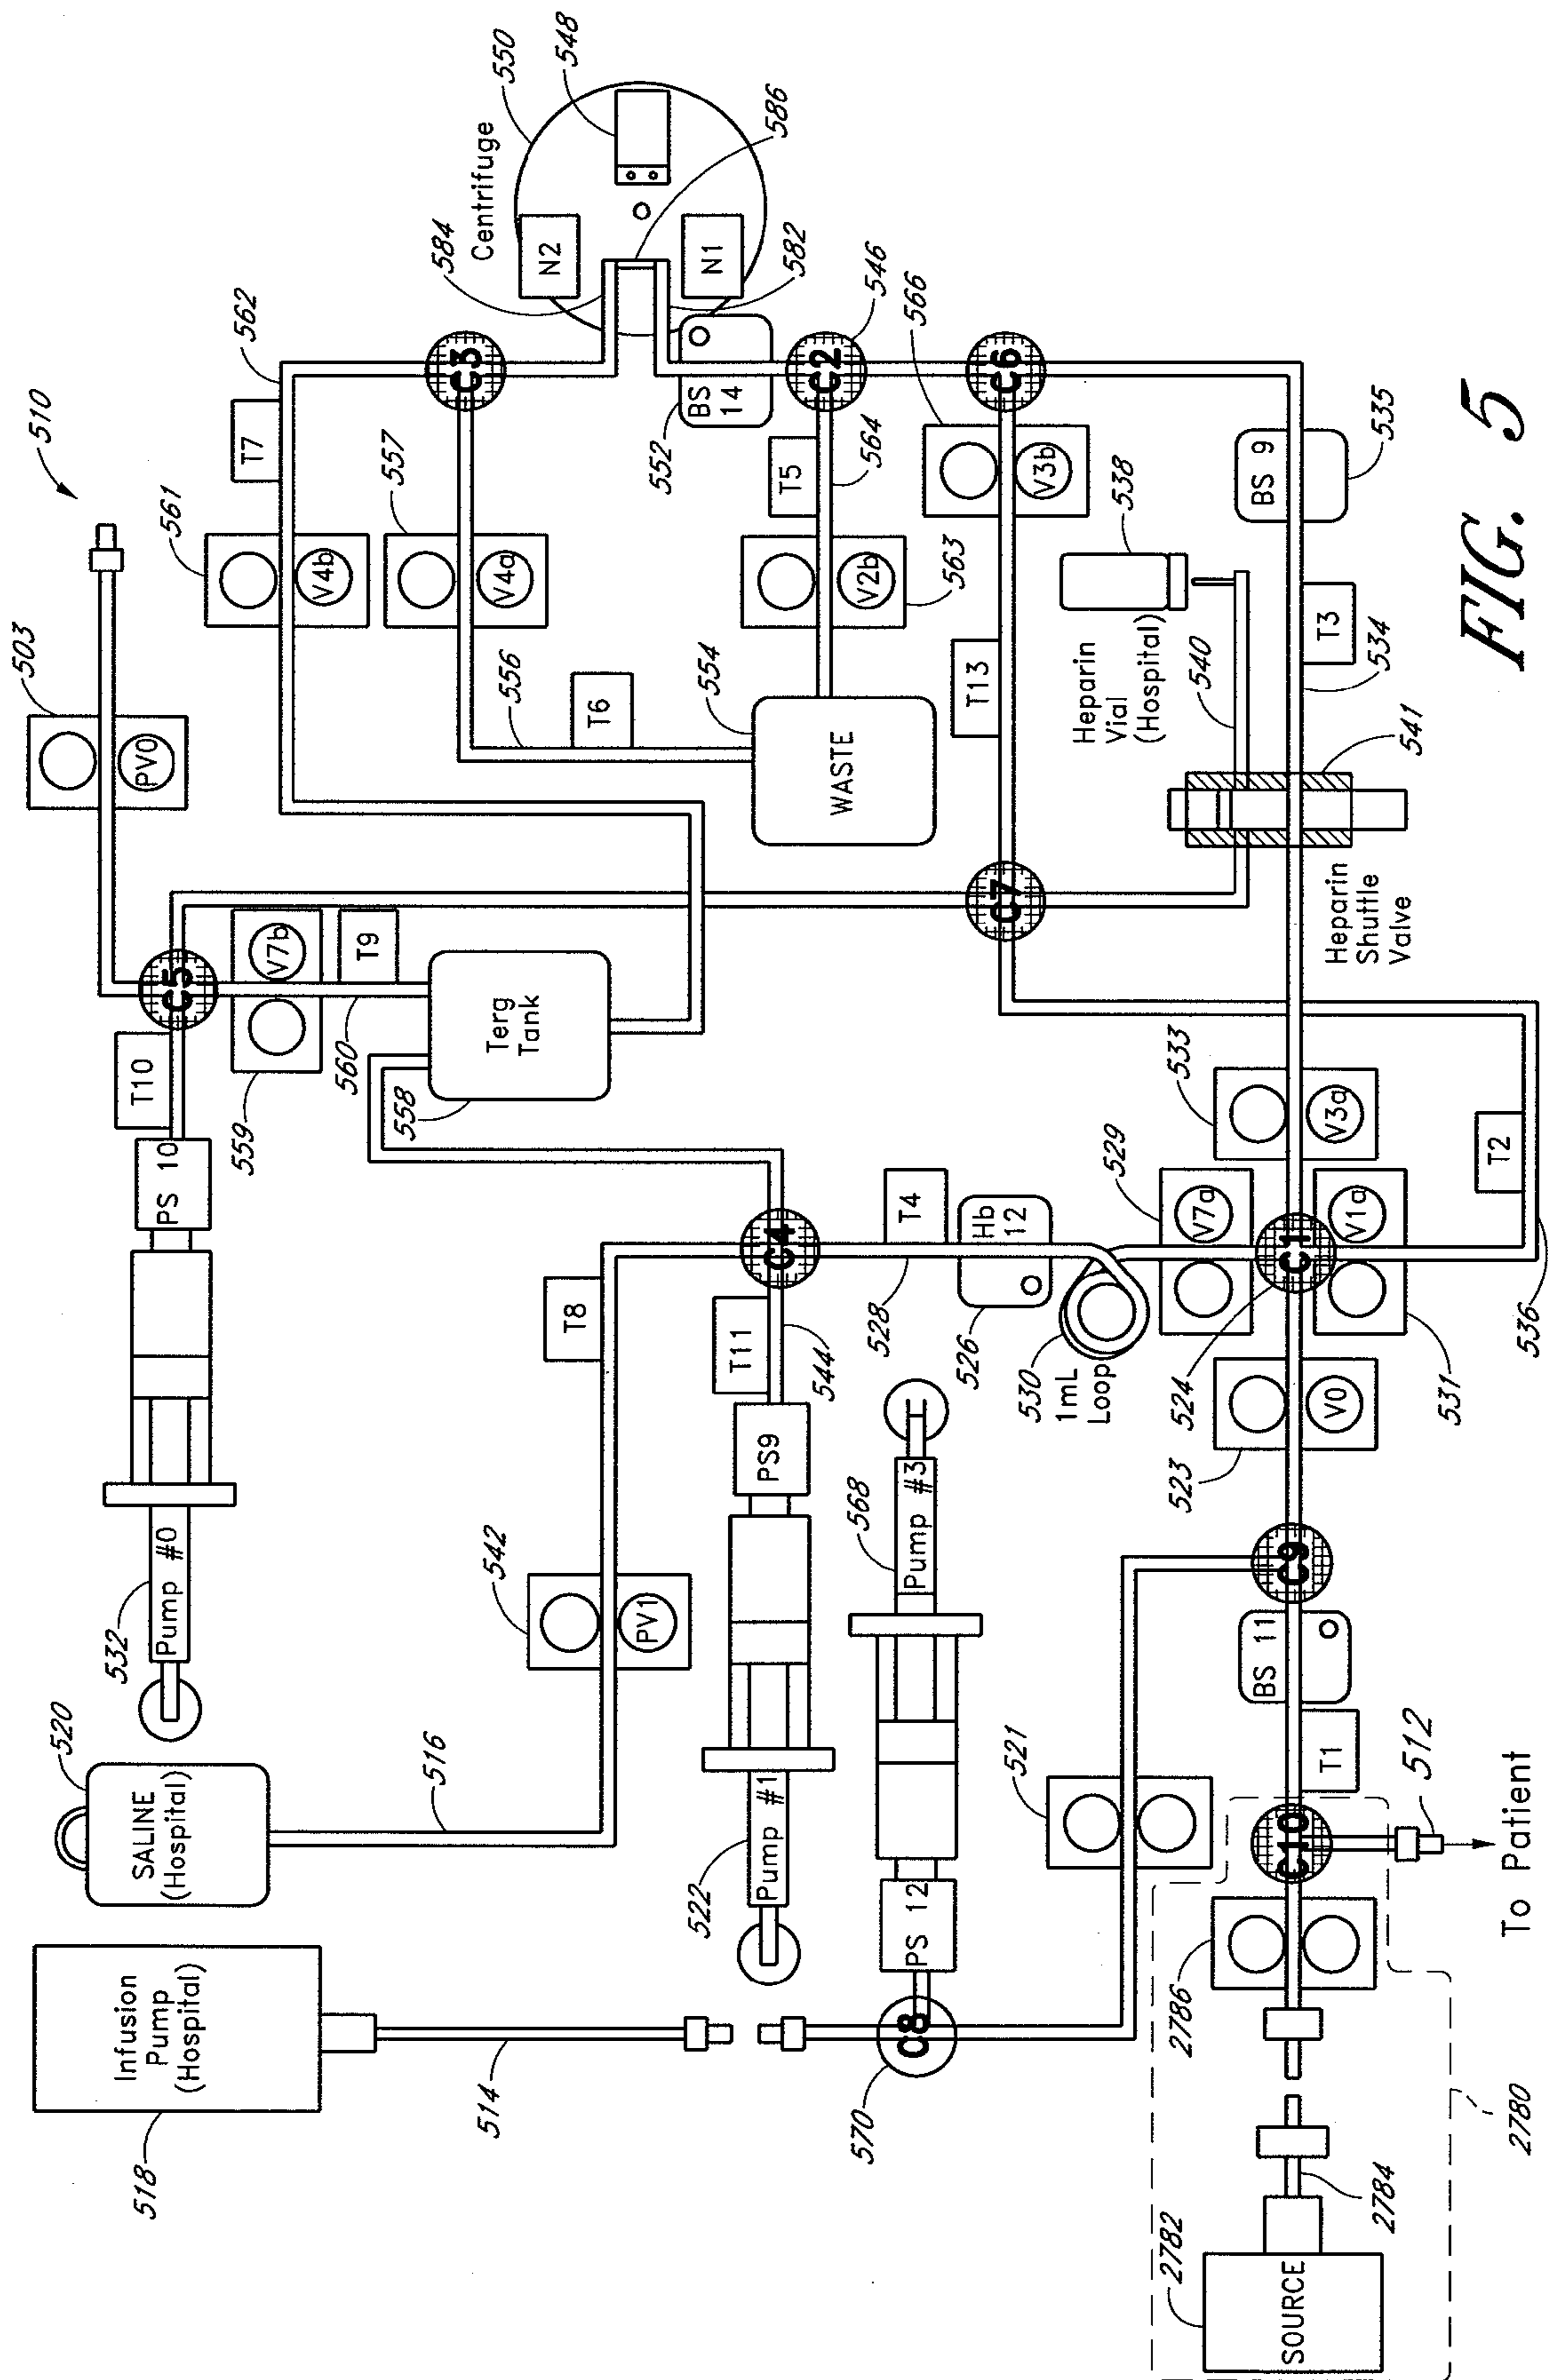 510
503
PV0
562
T7
561
V4b
557
V4a
584
Centrifuge
550
548
586
N2
N1
582
C3
BS
14
552
C2
546
T5
564
V2b
563
566
C6
V3b
T13
538
Heparin
Vial
(Hospital)
540
BS 9
535
T3
534
541
Heparin
Shuttle
Valve
556
T6
554
WASTE
C7
C5
V7b
T9
560
559
T10
PS 10
Terg
Tank
558
532
Pump #0
520
SALINE
(Hospital)
516
542
PV1
T8
C4
T11
544
T4
528
Hb
12
526
530
1mL
Loop
529
V7a
533
V3a
C1
524
V1a
531
T2
536
523
V0
PS9
522
Pump #1
568
Pump #3
PS 12
C8
570
521
C9
BS 11
T1
512
To Patient
C10
Infusion
Pump
(Hospital)
518
514
2786
2780
2782
2784
SOURCE
FIG. 5